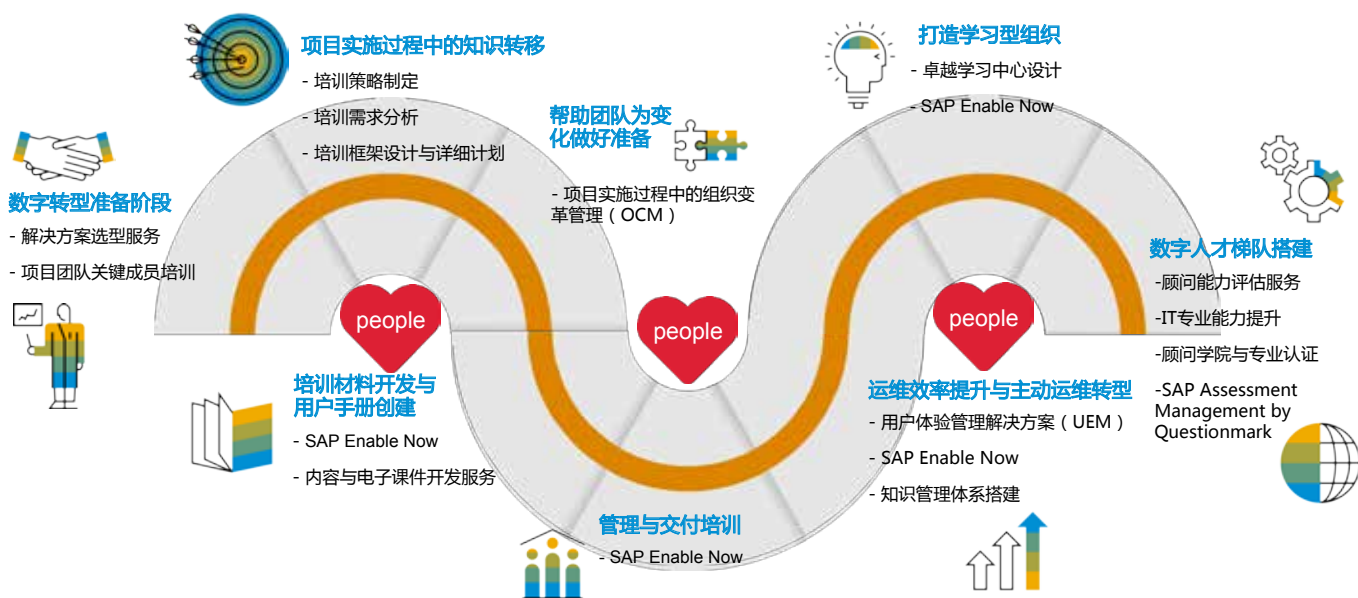 数字转型准备阶段
- 解决方案选型服务
- 项目团队关键成员培训
项目实施过程中的知识转移
- 培训策略制定
- 培训需求分析
- 培训框架设计与详细计划
people
培训材料开发与
用户手册创建
- SAP Enable Now
- 内容与电子课件开发服务
帮助团队为变
化做好准备
- 项目实施过程中的组织变
革管理（OCM）
people
管理与交付培训
- SAP Enable Now
打造学习型组织
- 卓越学习中心设计
- SAP Enable Now
people
运维效率提升与主动运维转型
- 用户体验管理解决方案（UEM）
- SAP Enable Now
- 知识管理体系搭建
数字人才梯队搭建
-顾问能力评估服务
-IT专业能力提升
-顾问学院与专业认证
-SAP Assessment
Management by
Questionmark